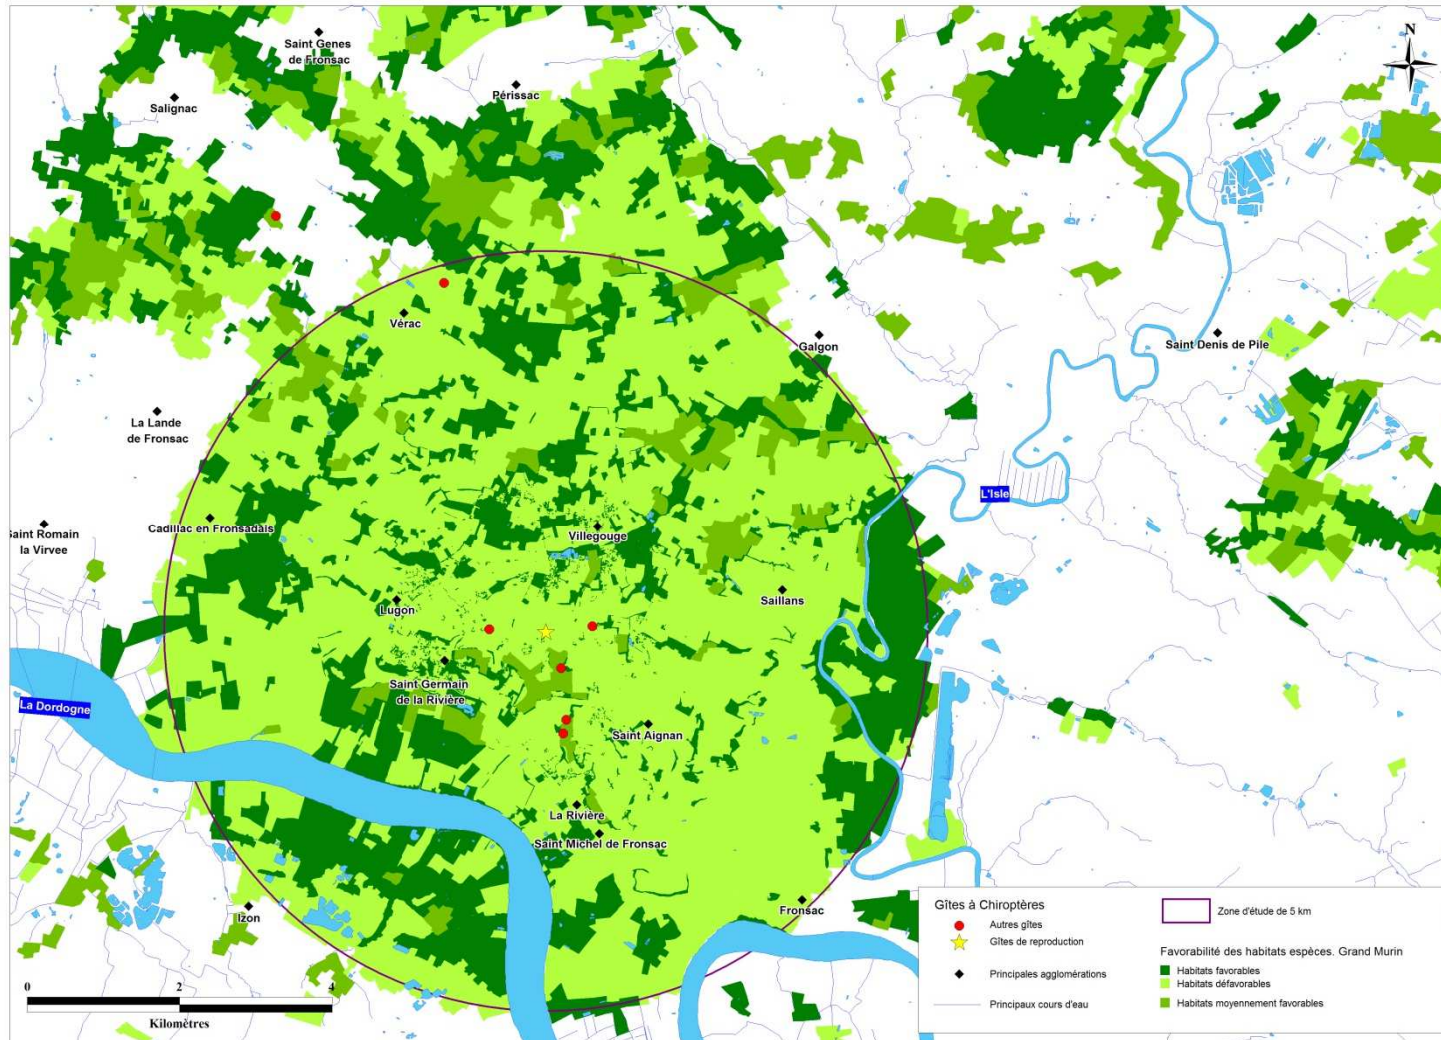 N
Saint Genes
de Fronsac
Périssac
Salignac
Vérac
Galgon
Saint Denis de Pile
La Lande
de Fronsac
L'Isle
Cadillac en Fronsadais
Saint Romain
la Virvee
Villegouge
Saillans
Lugon
Saint Germain
de la Rivière
La Dordogne
Saint Aignan
La Rivière
Saint Michel de Fronsac
Izon
Fronsac
0 2 4
Kilomètres
Gîtes à Chiroptères
Autres gîtes
Gîtes de reproduction
Principales agglomérations
Principaux cours d'eau
Zone d'étude de 5 km
Favorabilité des habitats espèces. Grand Murin
Habitats favorables
Habitats défavorables
Habitats moyennement favorables